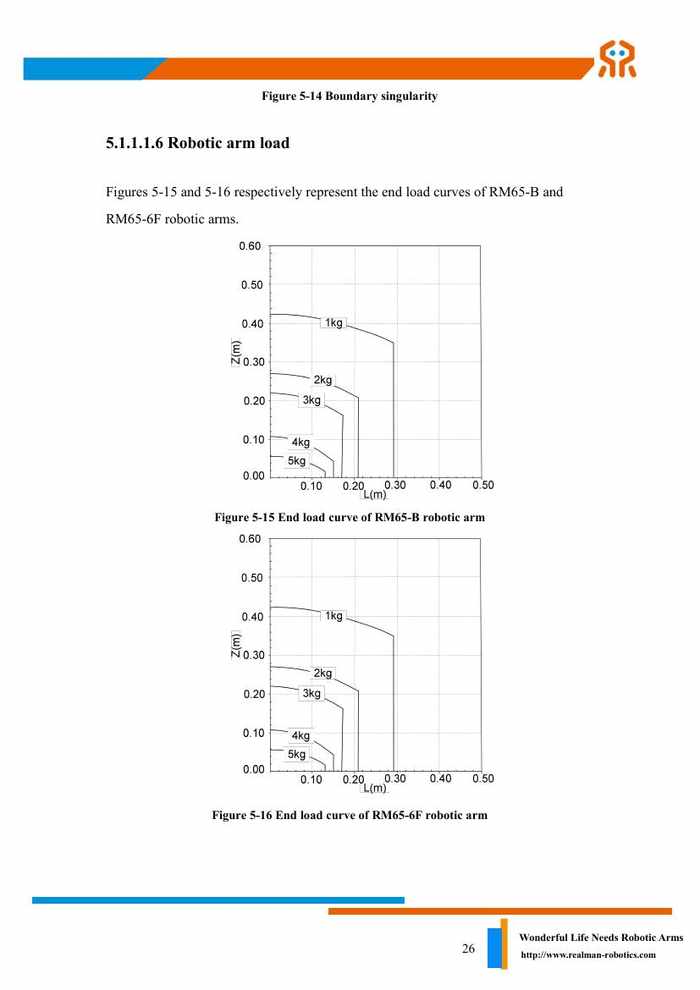 Figure 5-14 Boundary singularity
5.1.1.1.6 Robotic arm load
Figures 5-15 and 5-16 respectively represent the end load curves of RM65-B and
RM65-6F robotic arms.
0.60
0.50
0.40
Z(m)
0.30
0.20
0.10
0.00
1kg
2kg
3kg
4kg
5kg
0.10 0.20 0.30 0.40 0.50
L(m)
Figure 5-15 End load curve of RM65-B robotic arm
0.60
0.50
0.40
Z(m)
0.30
0.20
0.10
0.00
1kg
2kg
3kg
4kg
5kg
0.10 0.20 0.30 0.40 0.50
L(m)
Figure 5-16 End load curve of RM65-6F robotic arm
26
Wonderful Life Needs Robotic Arms
http://www.realman-robotics.com